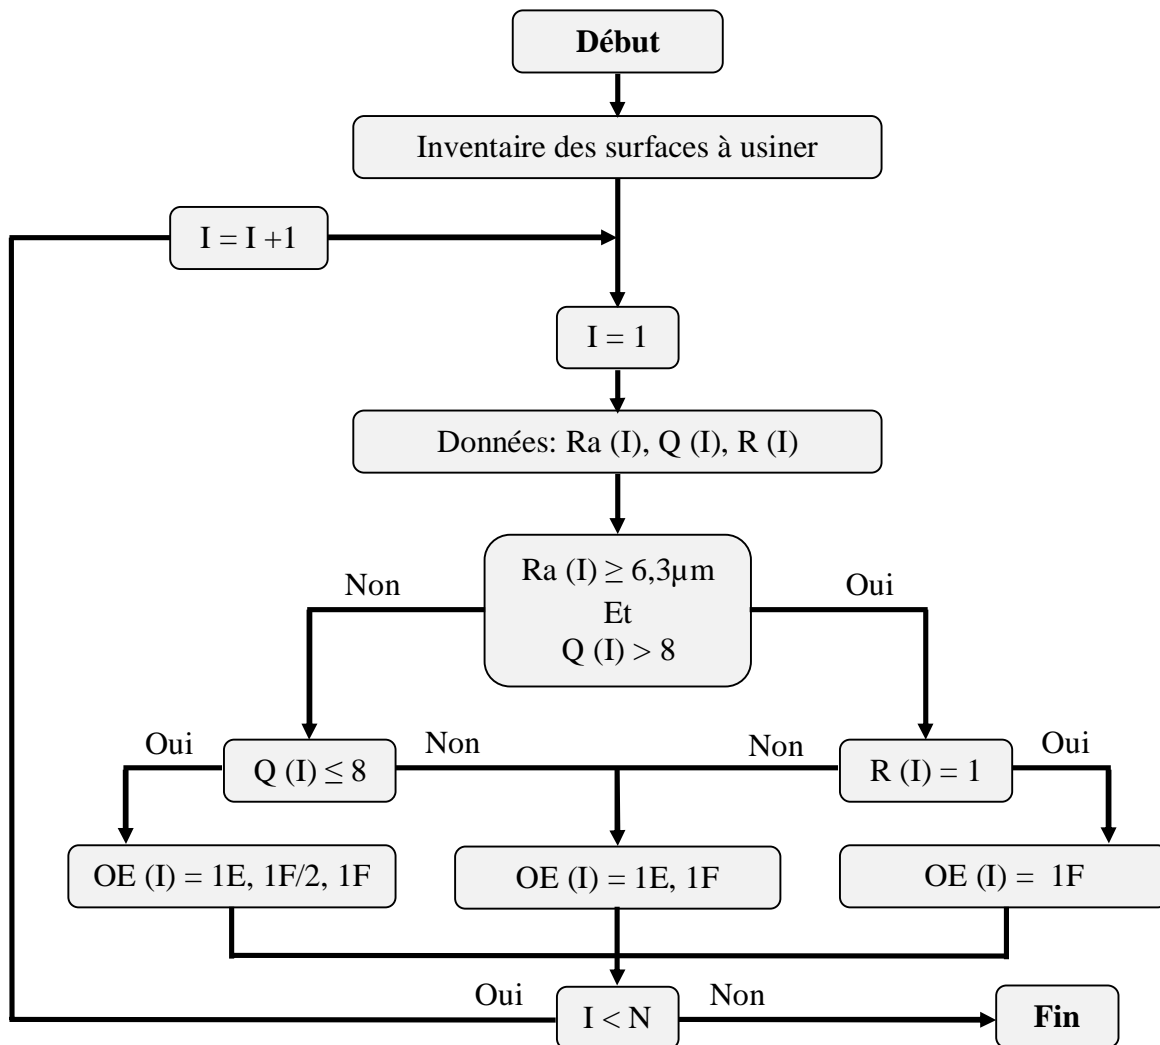 Début
Inventaire des surfaces à usiner
I = I +1
I = 1
Données: Ra (I), Q (I), R (I)
Ra (I) ≥ 6,3µm
Et
Q (I) > 8
Non
Oui
Oui
Q (I) ≤ 8
Non
Non
R (I) = 1
Oui
OE (I) = 1E, 1F/2, 1F
OE (I) = 1E, 1F
OE (I) = 1F
Oui
I < N
Non
Fin